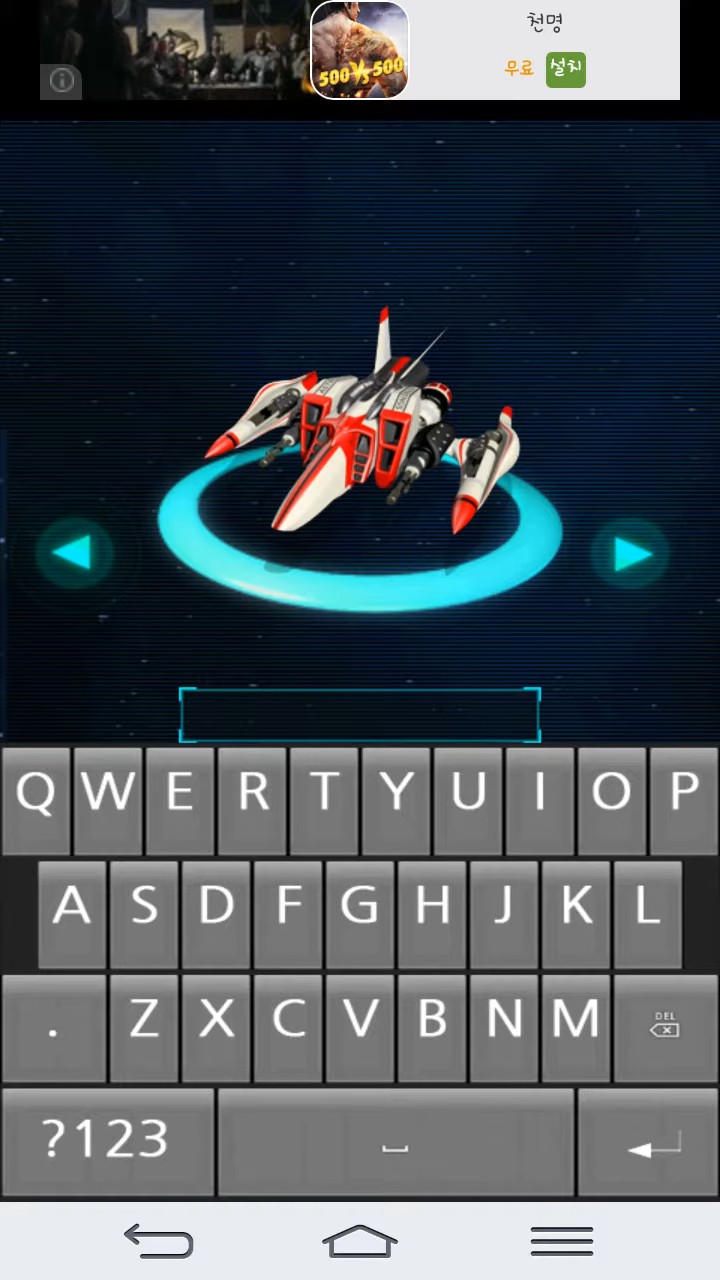 천명
500 VS 500
무료 설치
Q W E R T Y U I O P
A S D F G H J K L
. Z X C V B N M DEL
?123